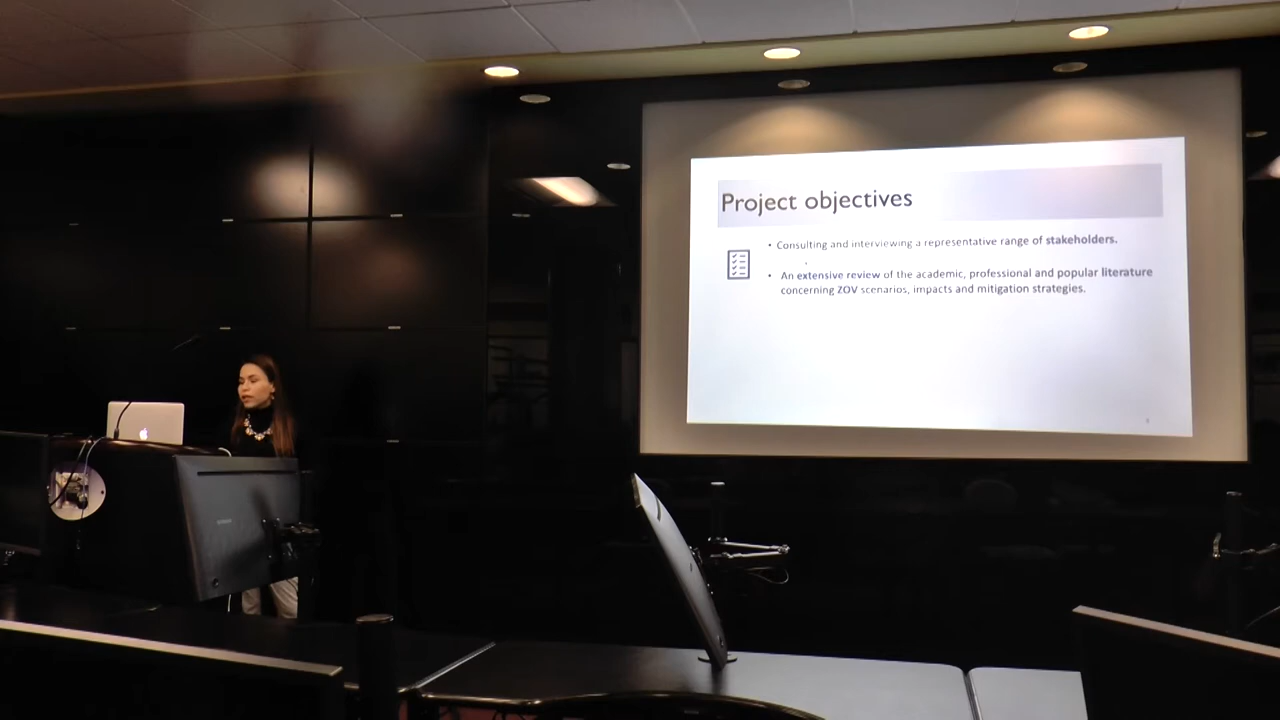 Project objectives
• Consulting and interviewing a representative range of stakeholders.
• An extensive review of the academic, professional and popular literature
concerning ZOV scenarios, impacts and mitigation strategies.